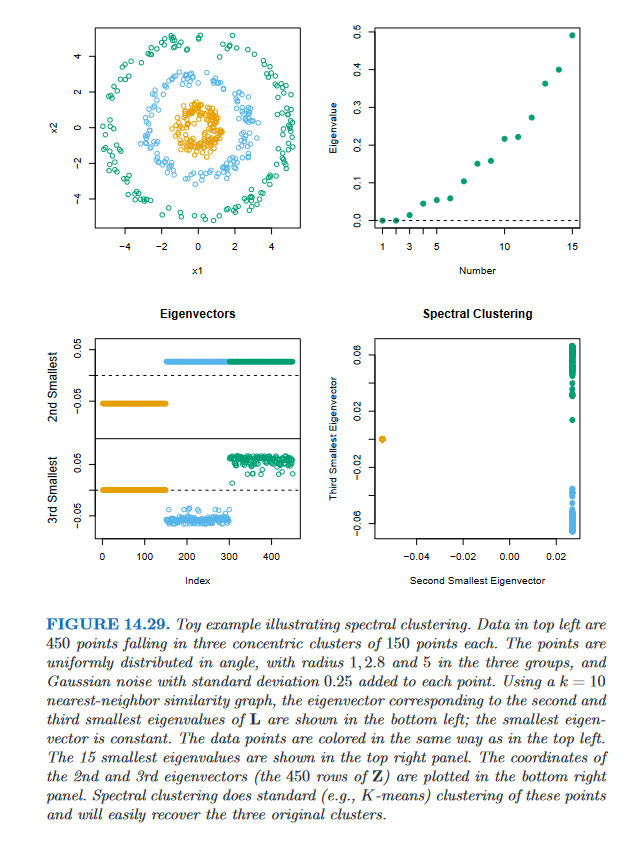 x2
4
2
0
−2
−4
−4
−2
0
2
4
x1
Eigenvalue
0.5
0.4
0.3
0.2
0.1
0.0
1
3
5
10
15
Number
Eigenvectors
2nd Smallest
0.05
−0.05
3rd Smallest
0.05
−0.05
0
100
200
300
400
Index
Spectral Clustering
Third Smallest Eigenvector
0.06
0.02
−0.02
−0.06
−0.04
−0.02
0.00
0.02
Second Smallest Eigenvector
FIGURE 14.29. Toy example illustrating spectral clustering. Data in top left are
450 points falling in three concentric clusters of 150 points each. The points are
uniformly distributed in angle, with radius 1, 2.8 and 5 in the three groups, and
Gaussian noise with standard deviation 0.25 added to each point. Using a k = 10
nearest-neighbor similarity graph, the eigenvector corresponding to the second and
third smallest eigenvalues of L are shown in the bottom left; the smallest eigen-
vector is constant. The data points are colored in the same way as in the top left.
The 15 smallest eigenvalues are shown in the top right panel. The coordinates of
the 2nd and 3rd eigenvectors (the 450 rows of Z) are plotted in the bottom right
panel. Spectral clustering does standard (e.g., K-means) clustering of these points
and will easily recover the three original clusters.